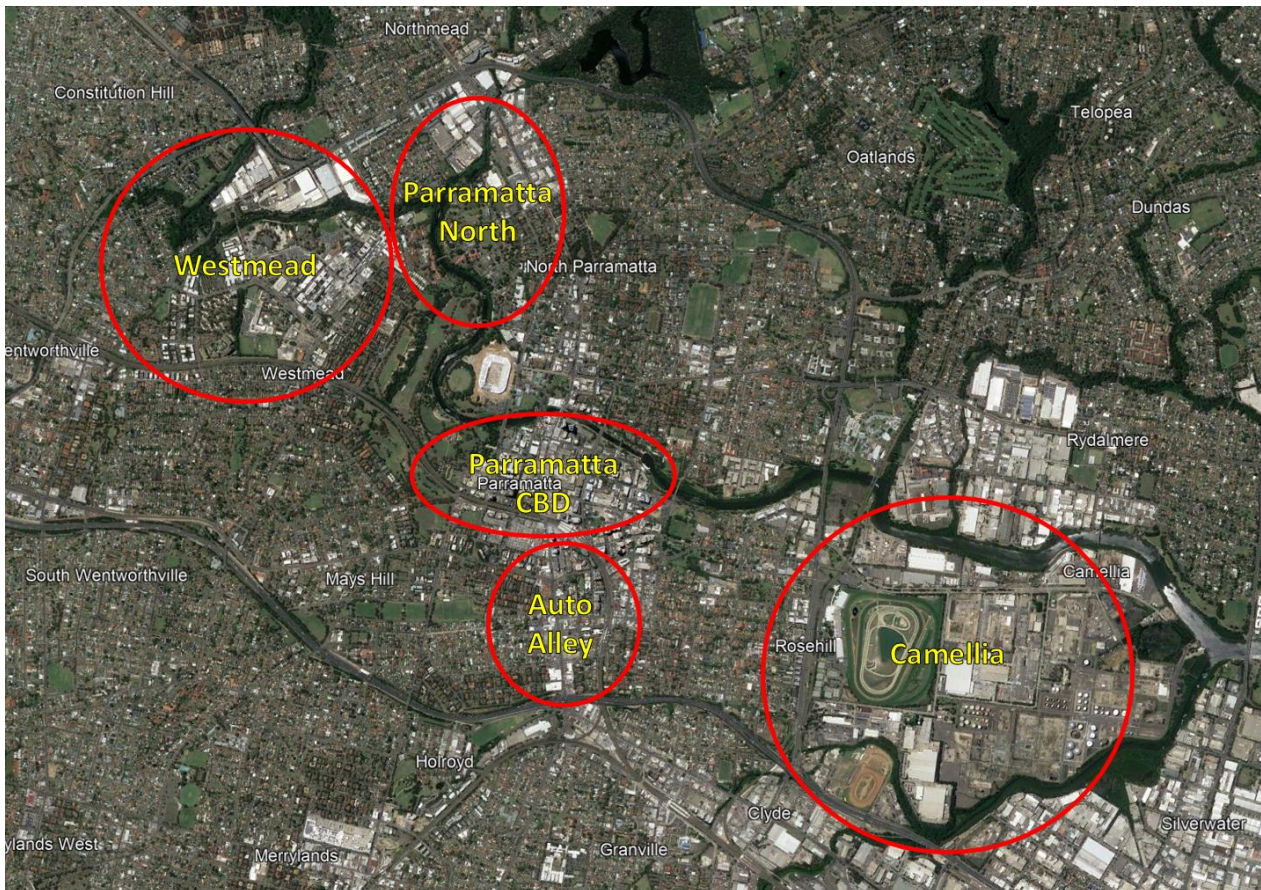 Northmead
Constitution Hill
Telopea
Oatlands
Parramatta
North
Dundas
Westmead
North Parramatta
entworthville
Westmead
Rydalmere
Parramatta
Parramatta
CBD
South Wentworthville
Mays Hill
Camellia
Auto
Alley
Rosehill
Camellia
Holroyd
Clyde
Silverwater
ylands West
Merrylands
Granville